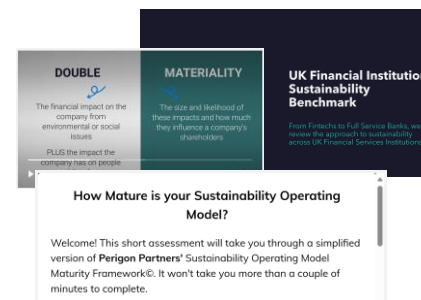 DOUBLE
The financial impact on the
company from
environmental or social
issues
PLUS the impact the
company has on people
MATERIALITY
The size and likelihood of
these impacts and how much
they influence a company's
shareholders
UK Financial Institutio
Sustainability
Benchmark
From Fintechs to Full Service Banks, we
review the approach to sustainability
across UK Financial Services Institutions
How Mature is your Sustainability Operating
Model?
Welcome! This short assessment will take you through a simplified
version of Perigon Partners' Sustainability Operating Model
Maturity Framework©. It won't take you more than a couple of
minutes to complete.